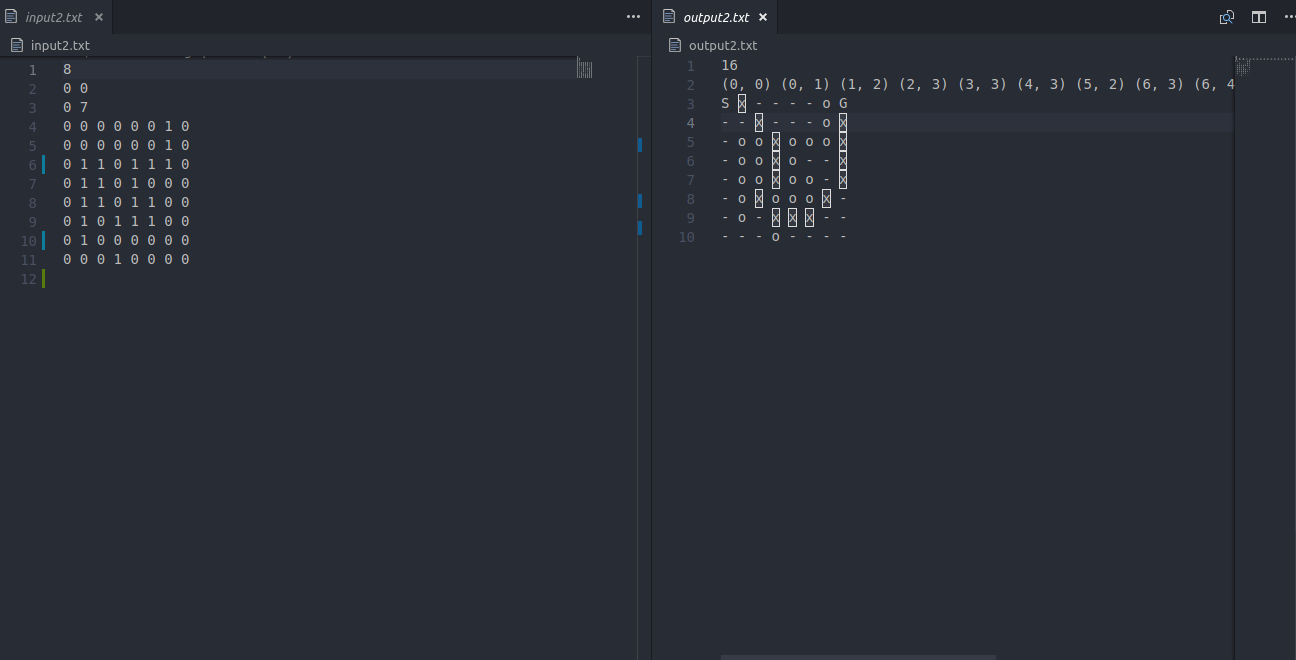 input2.txt ×
input2.txt
1 8
2 0 0
3 0 7
4 0 0 0 0 0 0 1 0
5 0 0 0 0 0 0 1 0
6 0 1 1 0 1 1 1 0
7 0 1 1 0 1 0 0 0
8 0 1 1 0 1 1 0 0
9 0 1 0 1 1 1 0 0
10 0 1 0 0 0 0 0 0
11 0 0 0 1 0 0 0 0
12
output2.txt ×
output2.txt
1 16
2 (0, 0) (0, 1) (1, 2) (2, 3) (3, 3) (4, 3) (5, 2) (6, 3) (6, 4
3 S x - - - - o G
4 - - x - - - o x
5 - o o x o o o x
6 - o o x o - - x
7 - o o x o o - x
8 - o x o o o x -
9 - o - x x x - -
10 - - - o - - - -